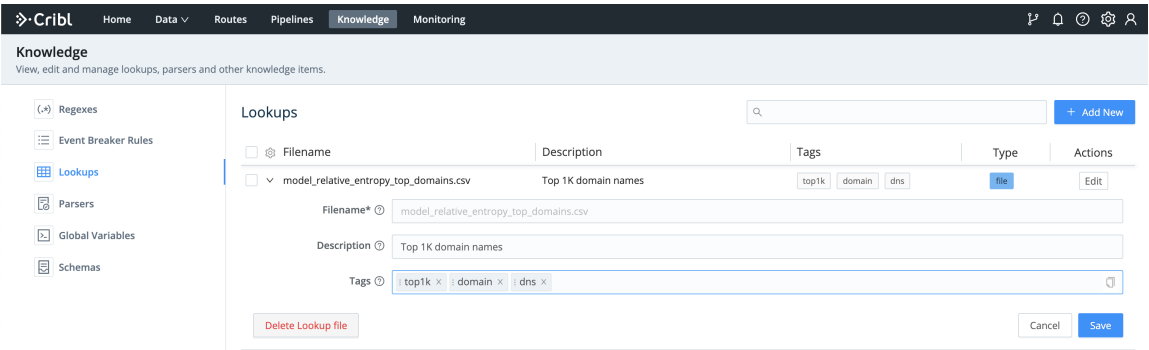 Cribl Home Data Routes Pipelines Knowledge Monitoring
Knowledge
View, edit and manage lookups, parsers and other knowledge items.
(.*) Regexes
Event Breaker Rules
Lookups
Parsers
Global Variables
Schemas
Lookups + Add New
Filename Description Tags Type Actions
model_relative_entropy_top_domains.csv Top 1K domain names top1k domain dns file Edit
Filename* model_relative_entropy_top_domains.csv
Description Top 1K domain names
Tags top1k × domain × dns ×
Delete Lookup file Cancel Save